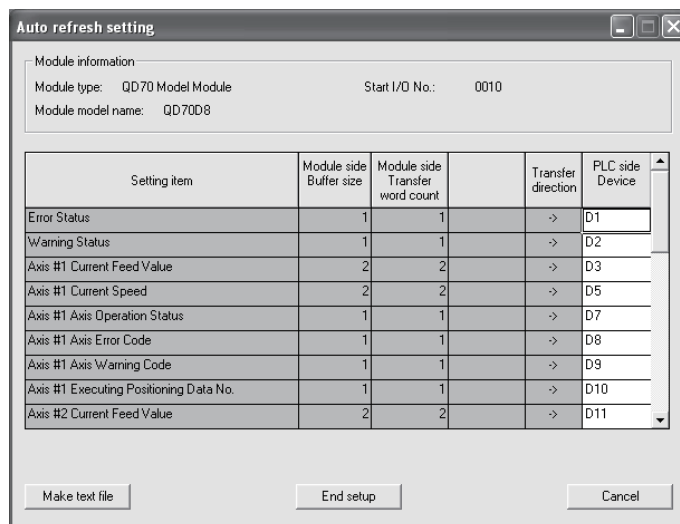 Auto refresh setting
Module information
Module type: QD70 Model Module Start I/O No.: 0010
Module model name: QD70D8
Setting item Module side Buffer size Module side Transfer word count Transfer direction PLC side Device
Error Status 1 1 -> D1
Warning Status 1 1 -> D2
Axis #1 Current Feed Value 2 2 -> D3
Axis #1 Current Speed 2 2 -> D5
Axis #1 Axis Operation Status 1 1 -> D7
Axis #1 Axis Error Code 1 1 -> D8
Axis #1 Axis Warning Code 1 1 -> D9
Axis #1 Executing Positioning Data No. 1 1 -> D10
Axis #2 Current Feed Value 2 2 -> D11
Make text file End setup Cancel